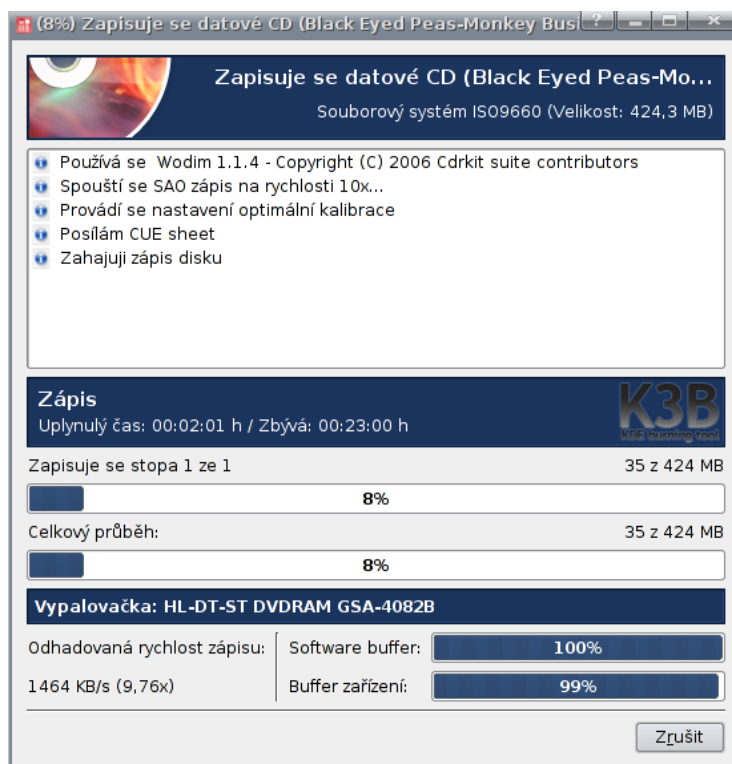 (8%) Zapisuje se datové CD (Black Eyed Peas-Monkey Busi
Zapisuje se datové CD (Black Eyed Peas-Mo...
Souborový systém ISO9660 (Velikost: 424,3 MB)
Používá se  Wodim 1.1.4 - Copyright (C) 2006 Cdrkit suite contributors
Spouští se SAO zápis na rychlosti 10x...
Provádí se nastavení optimální kalibrace
Posílám CUE sheet
Zahajuji zápis disku
Zápis
Uplynulý čas: 00:02:01 h / Zbývá: 00:23:00 h
K3B
KDE burning tool
Zapisuje se stopa 1 ze 1 35 z 424 MB
8%
Celkový průběh: 35 z 424 MB
8%
Vypalovačka: HL-DT-ST DVDRAM GSA-4082B
Odhadovaná rychlost zápisu: Software buffer: 100%
1464 KB/s (9,76x) Buffer zařízení: 99%
Zrušit